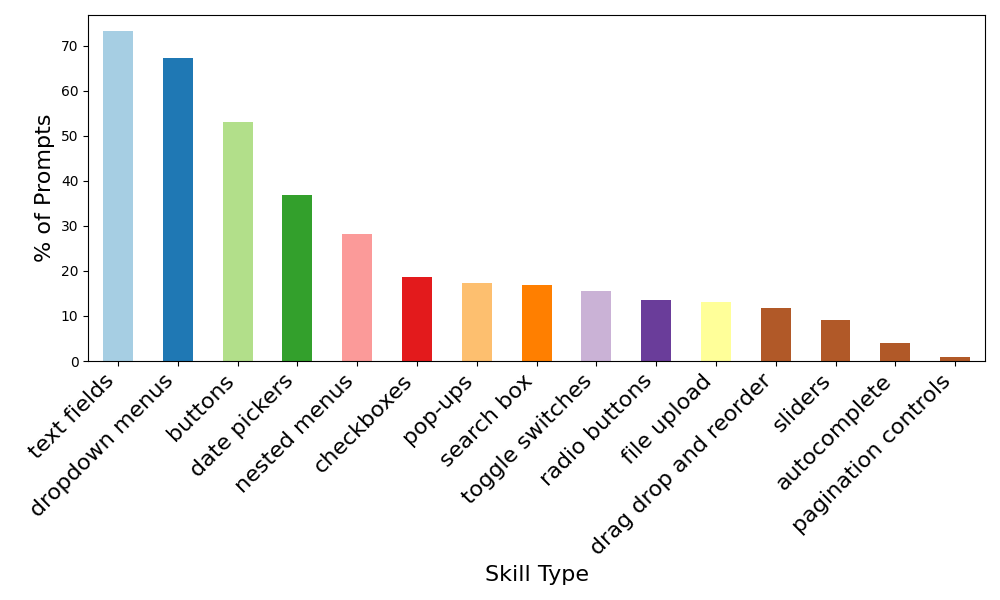 % of Prompts
70
60
50
40
30
20
10
0
text fields
dropdown menus
buttons
date pickers
nested menus
checkboxes
pop-ups
search box
toggle switches
radio buttons
file upload
drag drop and reorder
sliders
autocomplete
pagination controls
Skill Type